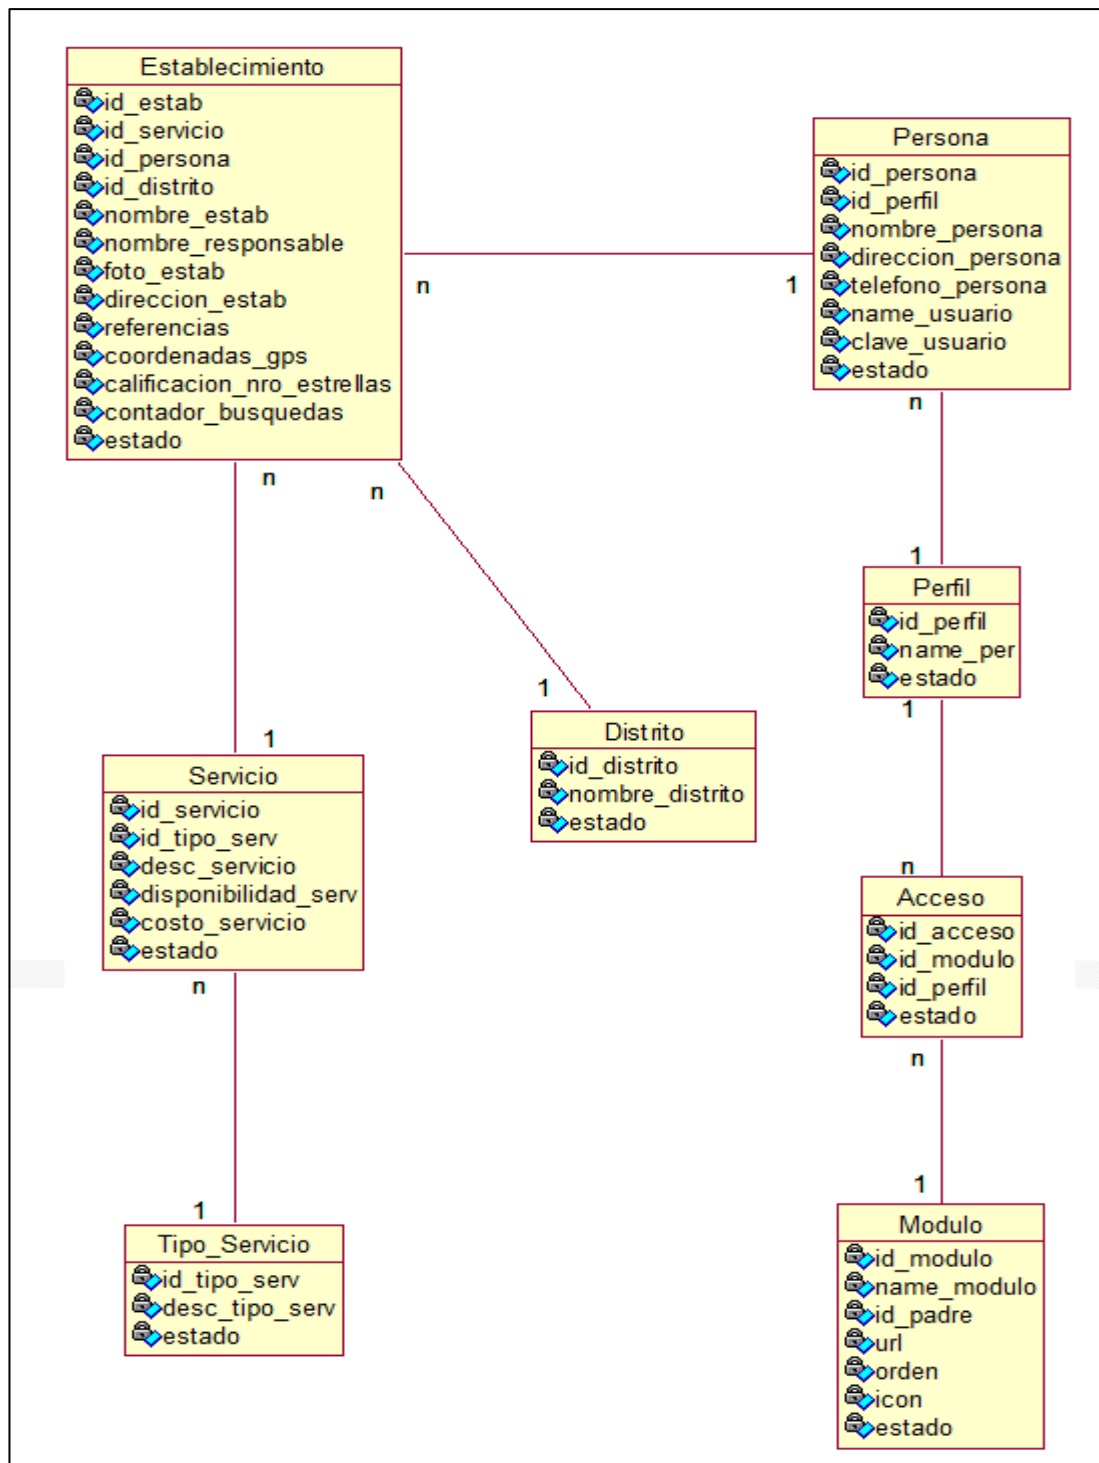 Establecimiento
id_estab
id_servicio
id_persona
id_distrito
nombre_estab
nombre_responsable
foto_estab
direccion_estab
referencias
coordenadas_gps
calificacion_nro_estrellas
contador_busquedas
estado
Persona
id_persona
id_perfil
nombre_persona
direccion_persona
telefono_persona
name_usuario
clave_usuario
estado
n
1
n
n
n
1
Perfil
id_perfil
name_per
estado
1
1
Distrito
id_distrito
nombre_distrito
estado
1
Servicio
id_servicio
id_tipo_serv
desc_servicio
disponibilidad_serv
costo_servicio
estado
n
n
Acceso
id_acceso
id_modulo
id_perfil
estado
n
1
Tipo_Servicio
id_tipo_serv
desc_tipo_serv
estado
1
Modulo
id_modulo
name_modulo
id_padre
url
orden
icon
estado